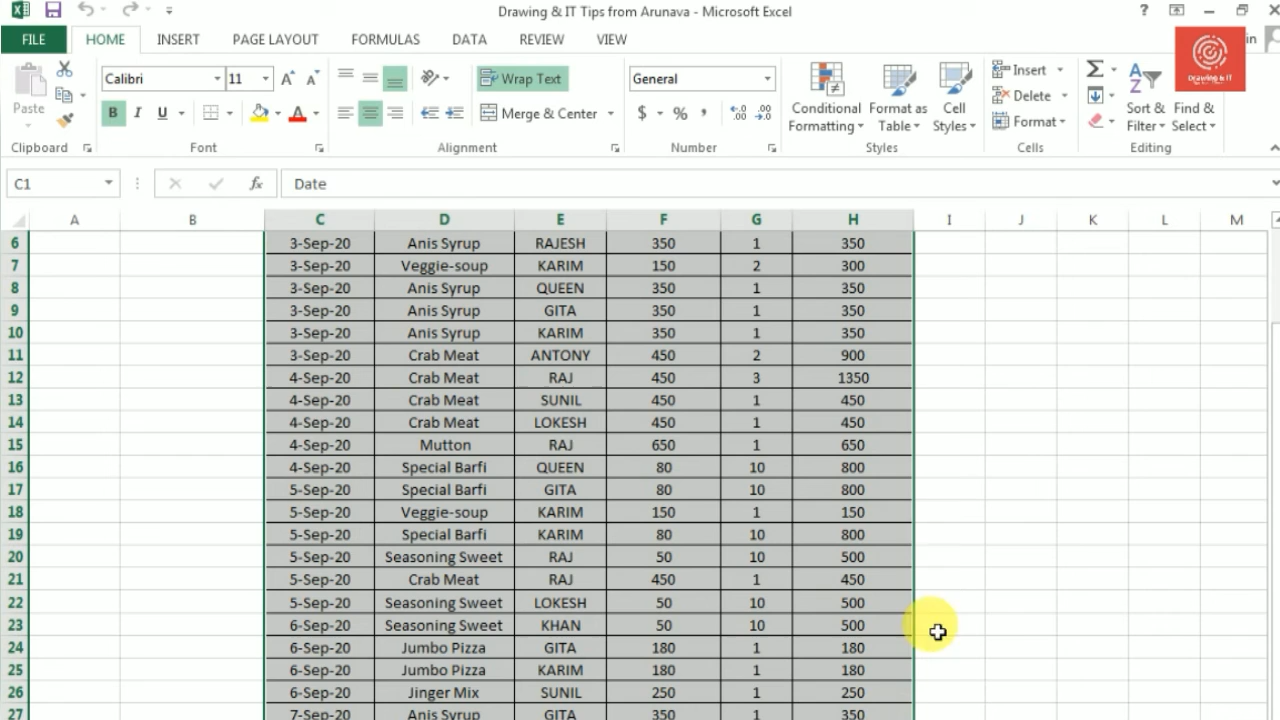 Drawing & IT Tips from Arunava - Microsoft Excel
?
FILE HOME INSERT PAGE LAYOUT FORMULAS DATA REVIEW VIEW in
Drawing & IT
Paste
Calibri 11 A A
B I U A
Wrap Text
Merge & Center
General
$ % ,
Conditional Formatting
Format as Table
Cell Styles
Insert
Delete
Format
Sort & Filter
Find & Select
Clipboard Font Alignment Number Styles Cells Editing
C1 fx Date
A B C D E F G H I J K L M
6 3-Sep-20 Anis Syrup RAJESH 350 1 350
7 3-Sep-20 Veggie-soup KARIM 150 2 300
8 3-Sep-20 Anis Syrup QUEEN 350 1 350
9 3-Sep-20 Anis Syrup GITA 350 1 350
10 3-Sep-20 Anis Syrup KARIM 350 1 350
11 3-Sep-20 Crab Meat ANTONY 450 2 900
12 4-Sep-20 Crab Meat RAJ 450 3 1350
13 4-Sep-20 Crab Meat SUNIL 450 1 450
14 4-Sep-20 Crab Meat LOKESH 450 1 450
15 4-Sep-20 Mutton RAJ 650 1 650
16 4-Sep-20 Special Barfi QUEEN 80 10 800
17 5-Sep-20 Special Barfi GITA 80 10 800
18 5-Sep-20 Veggie-soup KARIM 150 1 150
19 5-Sep-20 Special Barfi KARIM 80 10 800
20 5-Sep-20 Seasoning Sweet RAJ 50 10 500
21 5-Sep-20 Crab Meat RAJ 450 1 450
22 5-Sep-20 Seasoning Sweet LOKESH 50 10 500
23 6-Sep-20 Seasoning Sweet KHAN 50 10 500
24 6-Sep-20 Jumbo Pizza GITA 180 1 180
25 6-Sep-20 Jumbo Pizza KARIM 180 1 180
26 6-Sep-20 Jinger Mix SUNIL 250 1 250
27 7-Sep-20 Anis Syrup GITA 350 1 350